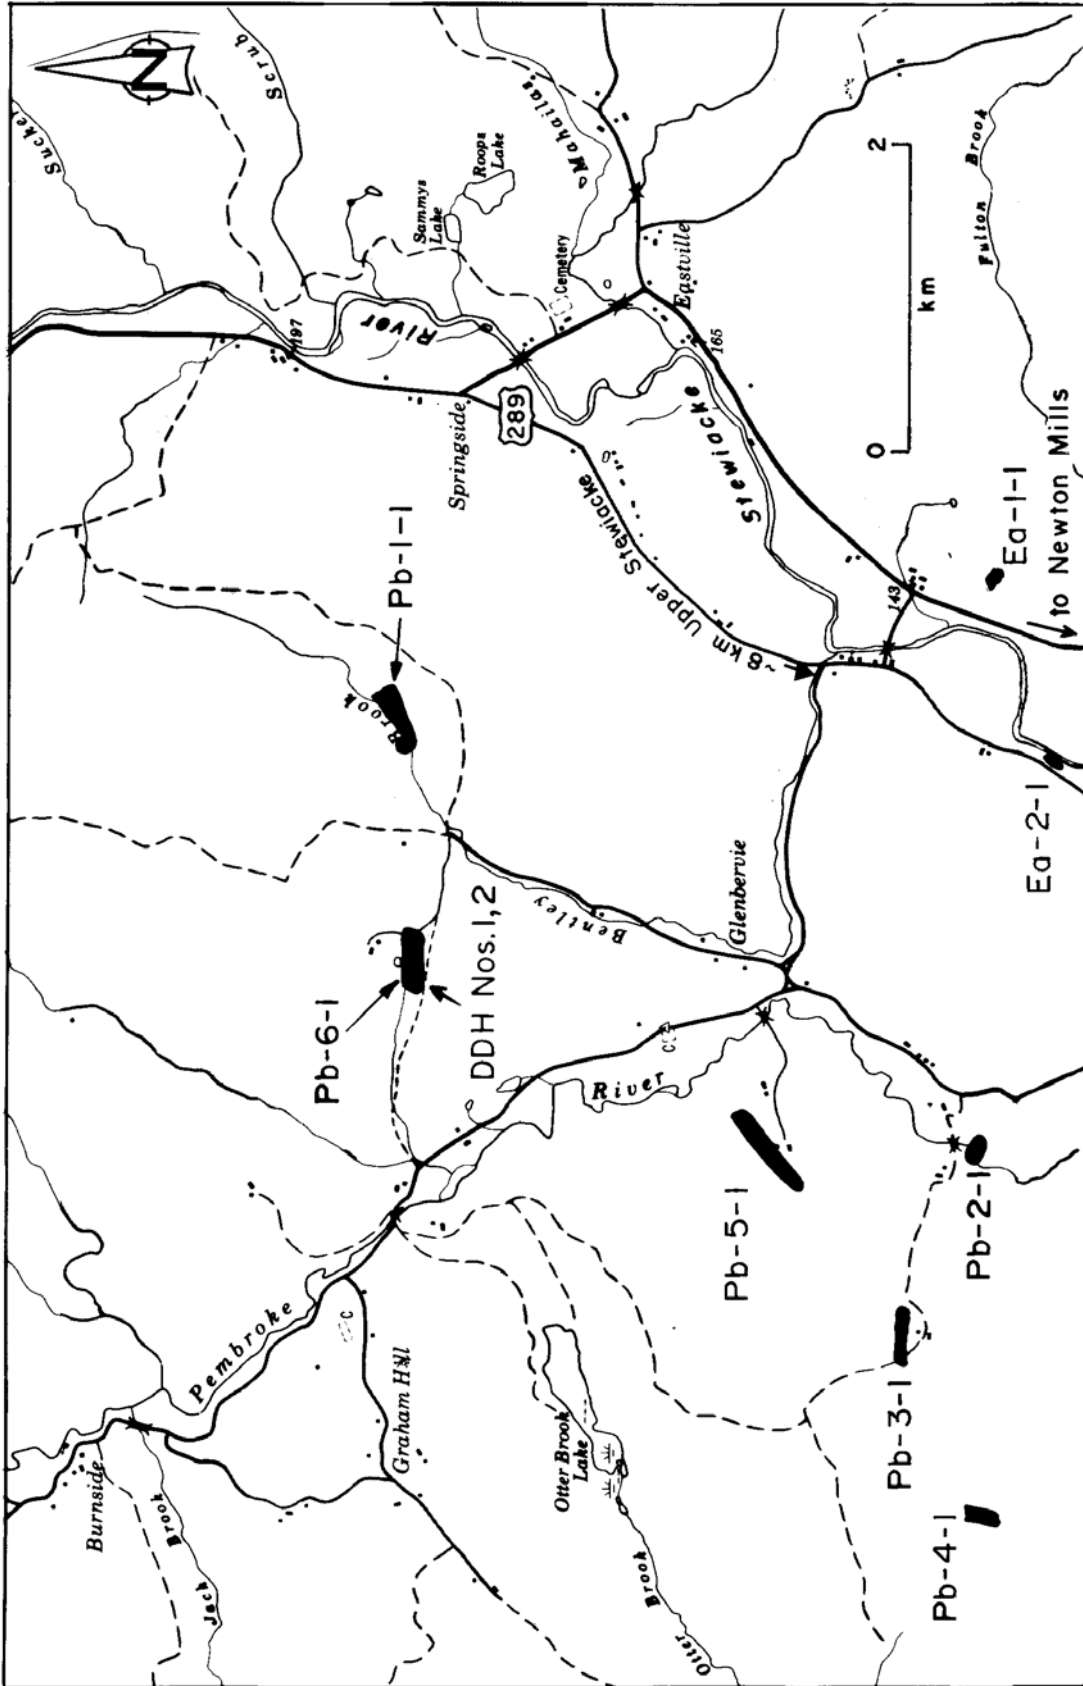 Sucker
Scrub
N
Brook
Roops
Lake
Sammys
Lake
Mahailas
Cemetery
Eastville
River
197
Springside
289
165
Stewiacke
~8 km Upper Stewiacke
0
2
km
Fulton Brook
143
Ea-1-1
to Newton Mills
Ea-2-1
Pb-1-1
Pb-6-1
DDH Nos. 1,2
Bentley
Glenbervie
River
C
Pb-5-1
Pb-2-1
Pb-3-1
Pb-4-1
Pembroke
C
Graham Hill
Burnside
Jack
Brook
Otter Brook
Lake
Otter
Brook